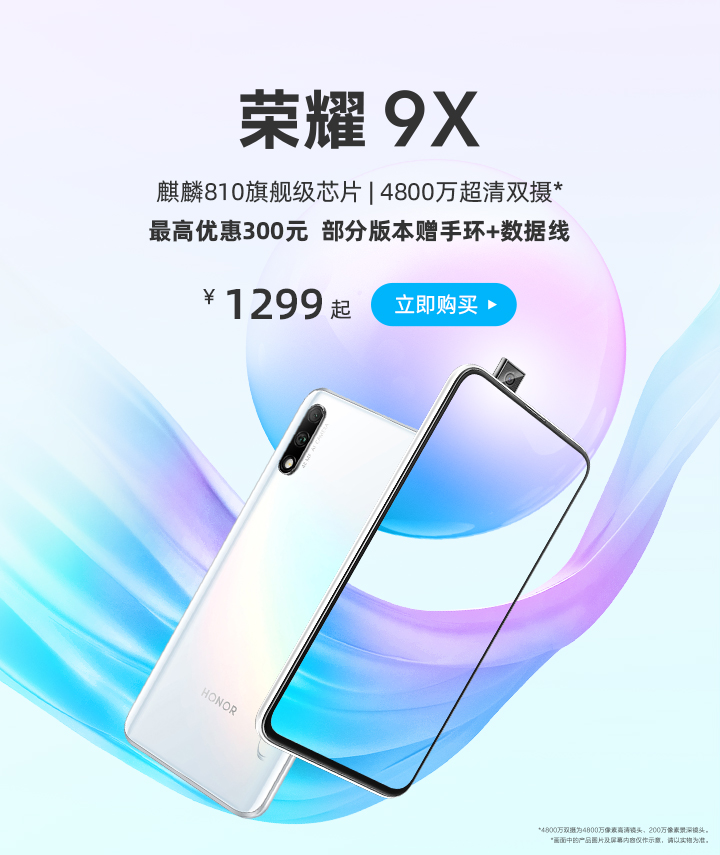 荣耀 9X
麒麟810旗舰级芯片 | 4800万超清双摄*
最高优惠300元 部分版本赠手环+数据线
¥ 1299 起 立即购买
HONOR
*4800万双摄为4800万像素高清镜头、200万像素景深镜头。
*画面中的产品图片及屏幕内容仅作示意，请以实物为准。